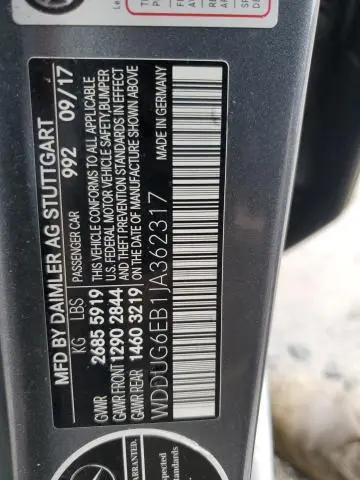 MFD BY DAIMLER AG STUTTGART
PASSENGER CAR 992 09/17
KG LBS
GVWR 2685 5919
GAWR FRONT 1290 2844
GAWR REAR 1460 3219
THIS VEHICLE CONFORMS TO ALL APPLICABLE
U.S. FEDERAL MOTOR VEHICLE SAFETY,BUMPER
AND THEFT PREVENTION STANDARDS IN EFFECT
ON THE DATE OF MANUFACTURE SHOWN ABOVE
WDDUG6EB1JA362317
MADE IN GERMANY